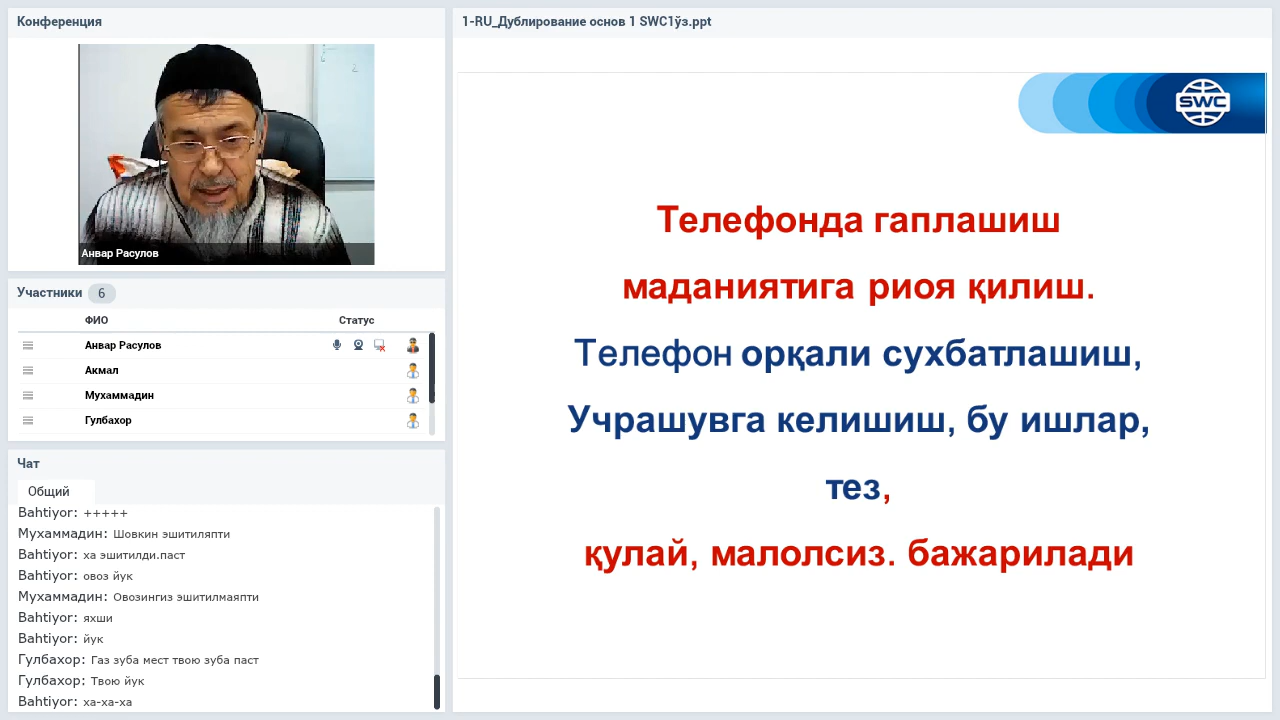 Конференция
Анвар Расулов
Участники 6
ФИО Статус
Анвар Расулов
Акмал
Мухаммадин
Гулбахор
Чат
Общий
Bahtiyor: +++++
Мухаммадин: Шовкин эшитиляпти
Bahtiyor: ха эшитилди.паст
Bahtiyor: овоз йук
Мухаммадин: Овозингиз эшитилмаяпти
Bahtiyor: яхши
Bahtiyor: йук
Гулбахор: Газ зуба мест твою зуба паст
Гулбахор: Твою йук
Bahtiyor: ха-ха-ха
1-RU_Дублирование основ 1 SWC1ўз.ppt
SWC
Телефонда гаплашиш
маданиятига риоя қилиш.
Телефон орқали сухбатлашиш,
Учрашувга келишиш, бу ишлар,
тез,
қулай, малолсиз. бажарилади